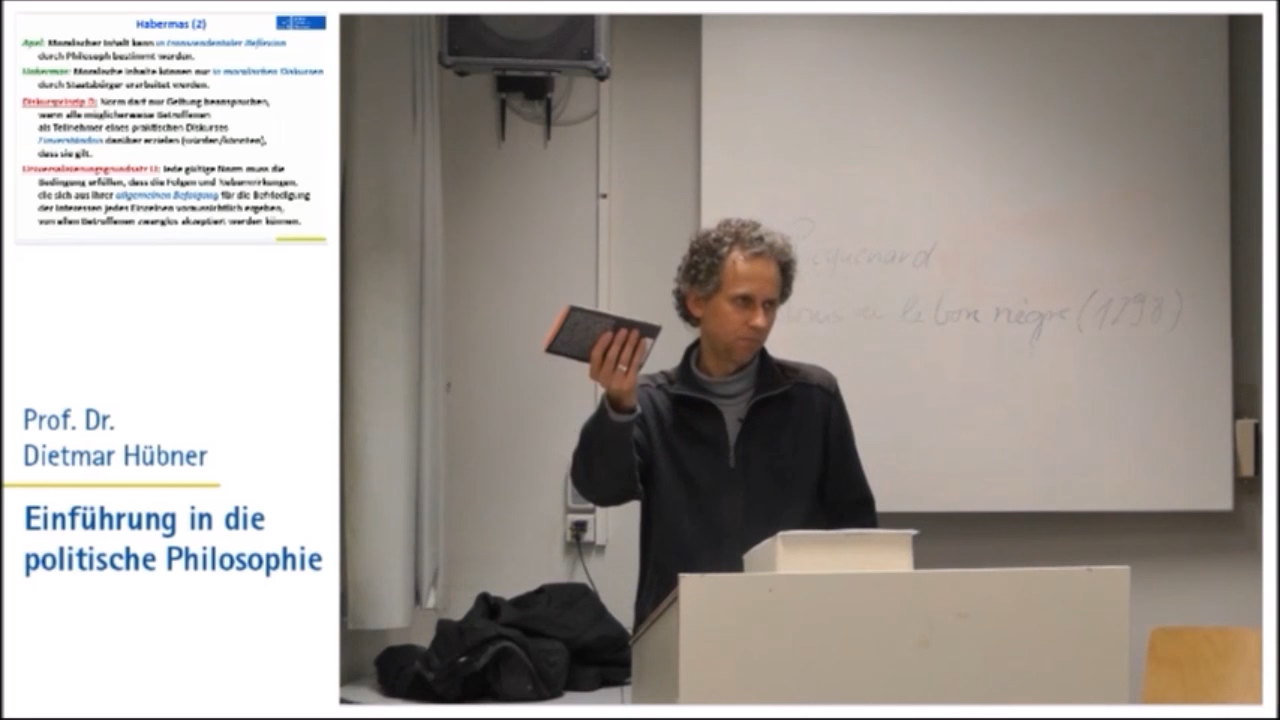 Habermas (2)
Apel: Moralischer Inhalt kann in transzendentaler Reflexion
durch Philosoph bestimmt werden.
Habermas: Moralische Inhalte können nur in moralischen Diskursen
durch Staatsbürger erarbeitet werden.
Diskursprinzip D: Norm darf nur Geltung beanspruchen,
wenn alle möglicherweise Betroffenen
als Teilnehmer eines praktischen Diskurses
Einverständnis darüber erzielen (würden/könnten),
dass sie gilt.
Universalisierungsgrundsatz U: Jede gültige Norm muss die
Bedingung erfüllen, dass die Folgen und Nebenwirkungen,
die sich aus ihrer allgemeinen Befolgung für die Befriedigung
der Interessen jedes Einzelnen voraussichtlich ergeben,
von allen Betroffenen zwanglos akzeptiert werden können.
Prof. Dr.
Dietmar Hübner
Einführung in die
politische Philosophie
le bon nègre (1798)